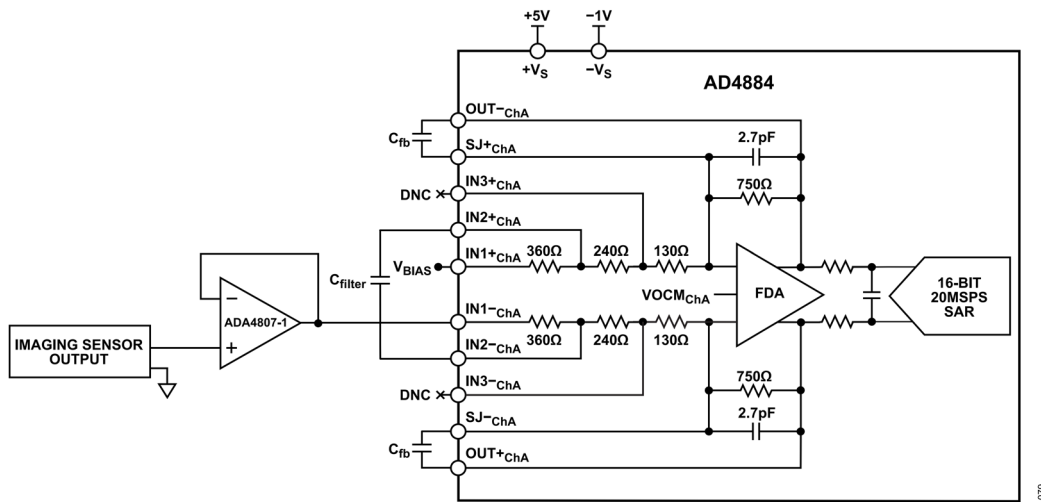 +5V
−1V
+VS
−VS
AD4884
OUT−ChA
Cfb
SJ+ChA
2.7pF
IN3+ChA
DNC
750Ω
IN2+ChA
IN1+ChA
360Ω
240Ω
130Ω
VBIAS
Cfilter
VOCMChA
FDA
16-BIT
20MSPS
SAR
−
ADA4807-1
+
IMAGING SENSOR
OUTPUT
IN1−ChA
360Ω
240Ω
130Ω
IN2−ChA
IN3−ChA
DNC
750Ω
SJ−ChA
2.7pF
Cfb
OUT+ChA
079